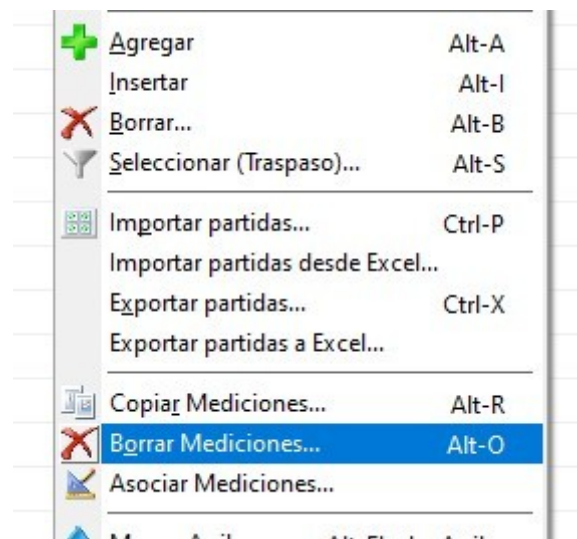 Agregar Alt-A
Insertar Alt-I
Borrar... Alt-B
Seleccionar (Traspaso)... Alt-S
Importar partidas... Ctrl-P
Importar partidas desde Excel...
Exportar partidas... Ctrl-X
Exportar partidas a Excel...
Copiar Mediciones... Alt-R
Borrar Mediciones... Alt-O
Asociar Mediciones...